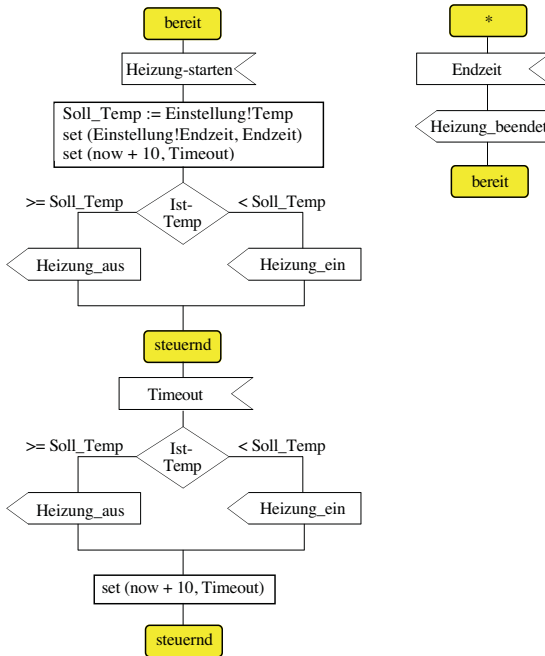 bereit
Heizung-starten
Soll_Temp := Einstellung!Temp
set (Einstellung!Endzeit, Endzeit)
set (now + 10, Timeout)
>= Soll_Temp
Ist-
Temp
< Soll_Temp
Heizung_aus
Heizung_ein
steuernd
Timeout
>= Soll_Temp
Ist-
Temp
< Soll_Temp
Heizung_aus
Heizung_ein
set (now + 10, Timeout)
steuernd
*
Endzeit
Heizung_beendet
bereit